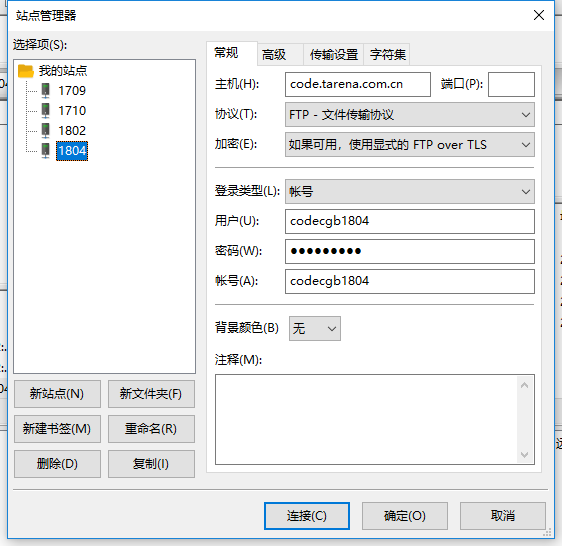 站点管理器
选择项(S):
我的站点
1709
1710
1802
1804
新站点(N)
新文件夹(F)
新建书签(M)
重命名(R)
删除(D)
复制(I)
常规
高级
传输设置
字符集
主机(H):
code.tarena.com.cn
端口(P):
协议(T):
FTP - 文件传输协议
加密(E):
如果可用，使用显式的 FTP over TLS
登录类型(L):
帐号
用户(U):
codecgb1804
密码(W):
●●●●●●●●●
帐号(A):
codecgb1804
背景颜色(B)
无
注释(M):
连接(C)
确定(O)
取消